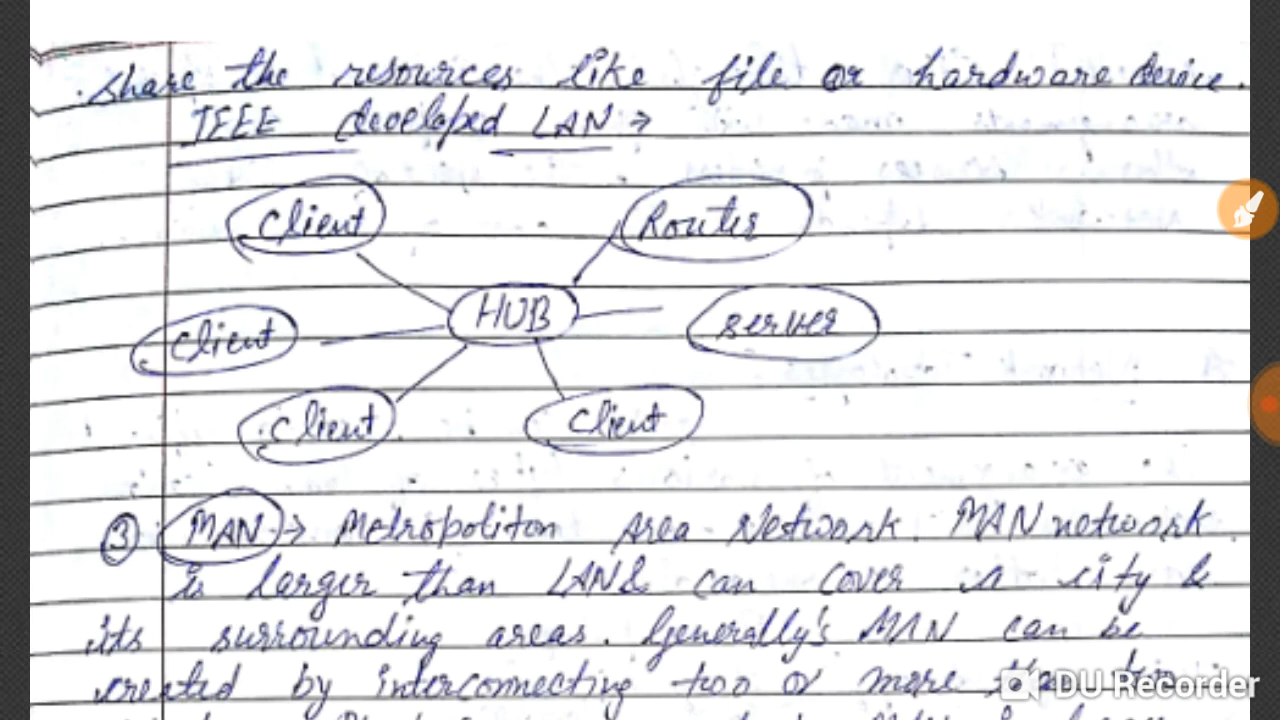 share the resources like file or hardware device.
IEEE developed LAN →
Client
Router
HUB
Client
Server
Client
Client
③ MAN → Metropoliton Area Network. MAN network
is larger than LAN & can cover a city &
its surrounding areas. Generally's MAN can be
created by interconnecting two or more
DU Recorder